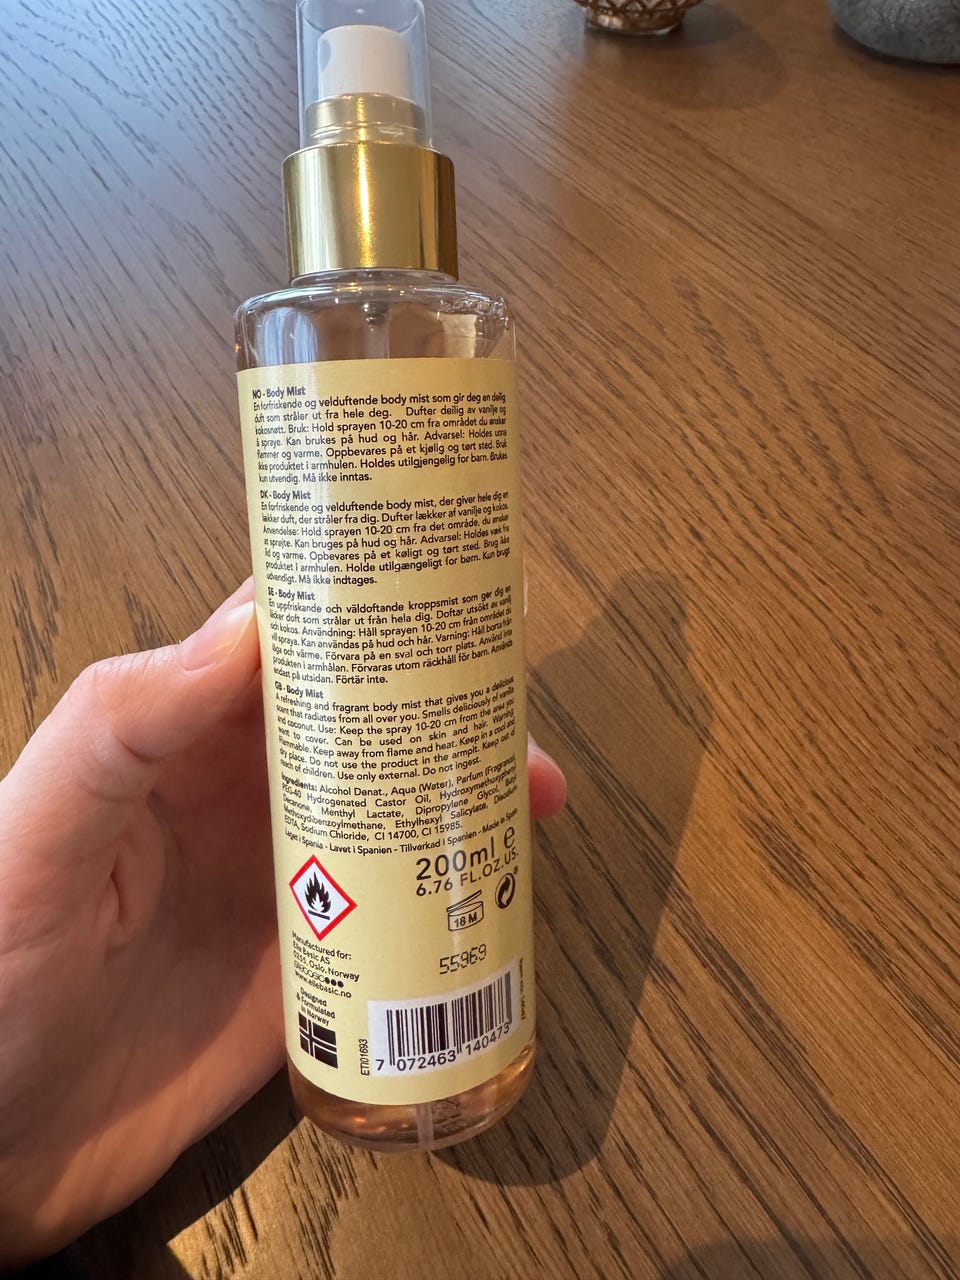 NO - Body Mist
En forfriskende og velduftende body mist som gir deg en deilig
duft som stråler ut fra hele deg. Dufter deilig av vanilje og
kokosnøtt. Bruk: Hold sprayen 10-20 cm fra området du ønsker
å spraye. Kan brukes på hud og hår. Advarsel: Holdes unna
flammer og varme. Oppbevares på et kjølig og tørt sted. Bruk
ikke produktet i armhulen. Holdes utilgjengelig for barn. Brukes
kun utvendig. Må ikke inntas.
DK - Body Mist
En forfriskende og velduftende body mist, der giver hele dig en
lækker duft, der stråler fra dig. Dufter lækker af vanilje og kokos.
Anvendelse: Hold sprayen 10-20 cm fra det område, du ønsker
at sprøjte. Kan bruges på hud og hår. Advarsel: Holdes væk fra
ild og varme. Opbevares på et køligt og tørt sted. Brug ikke
produktet i armhulen. Holde utilgængeligt for børn. Kun brugs
udvendigt. Må ikke indtages.
SE - Body Mist
En uppfriskande och väldoftande kroppsmist som ger dig en
läcker doft som strålar ut från hela dig. Doftar utsökt av vanilj
och kokos. Användning: Håll sprayen 10-20 cm från området du
vill spraya. Kan användas på hud och hår. Varning: Håll borta från
låga och värme. Förvara på en sval och torr plats. Använd inte
produkten i armhålan. Förvaras utom räckhåll för barn. Används
endast på utsidan. Förtär inte.
GB - Body Mist
A refreshing and fragrant body mist that gives you a delicious
scent that radiates from all over you. Smells deliciously of vanilla
and coconut. Use: Keep the spray 10-20 cm from the area you
want to cover. Can be used on skin and hair. Warning:
Flammable. Keep away from flame and heat. Keep in a cool and
dry place. Do not use the product in the armpit. Keep out of
reach of children. Use only external. Do not ingest.
Ingredients: Alcohol Denat., Aqua (Water), Parfum (Fragrance),
PEG-40 Hydrogenated Castor Oil, Hydroxymethoxyphenyl
Decanone, Menthyl Lactate, Dipropylene Glycol, Butyl
Methoxydibenzoylmethane, Ethylhexyl Salicylate, Disodium
EDTA, Sodium Chloride, CI 14700, CI 15985.
Laget i Spania - Lavet i Spanien - Tillverkad i Spanien - Made in Spain
200ml e
6.76 FL.OZ.US.
18 M
55969
Manufactured for:
Elle Basic AS
0255, Oslo, Norway
www.ellebasic.no
Designed
& Formulated
in Norway
ETI01693
7 072463 140473